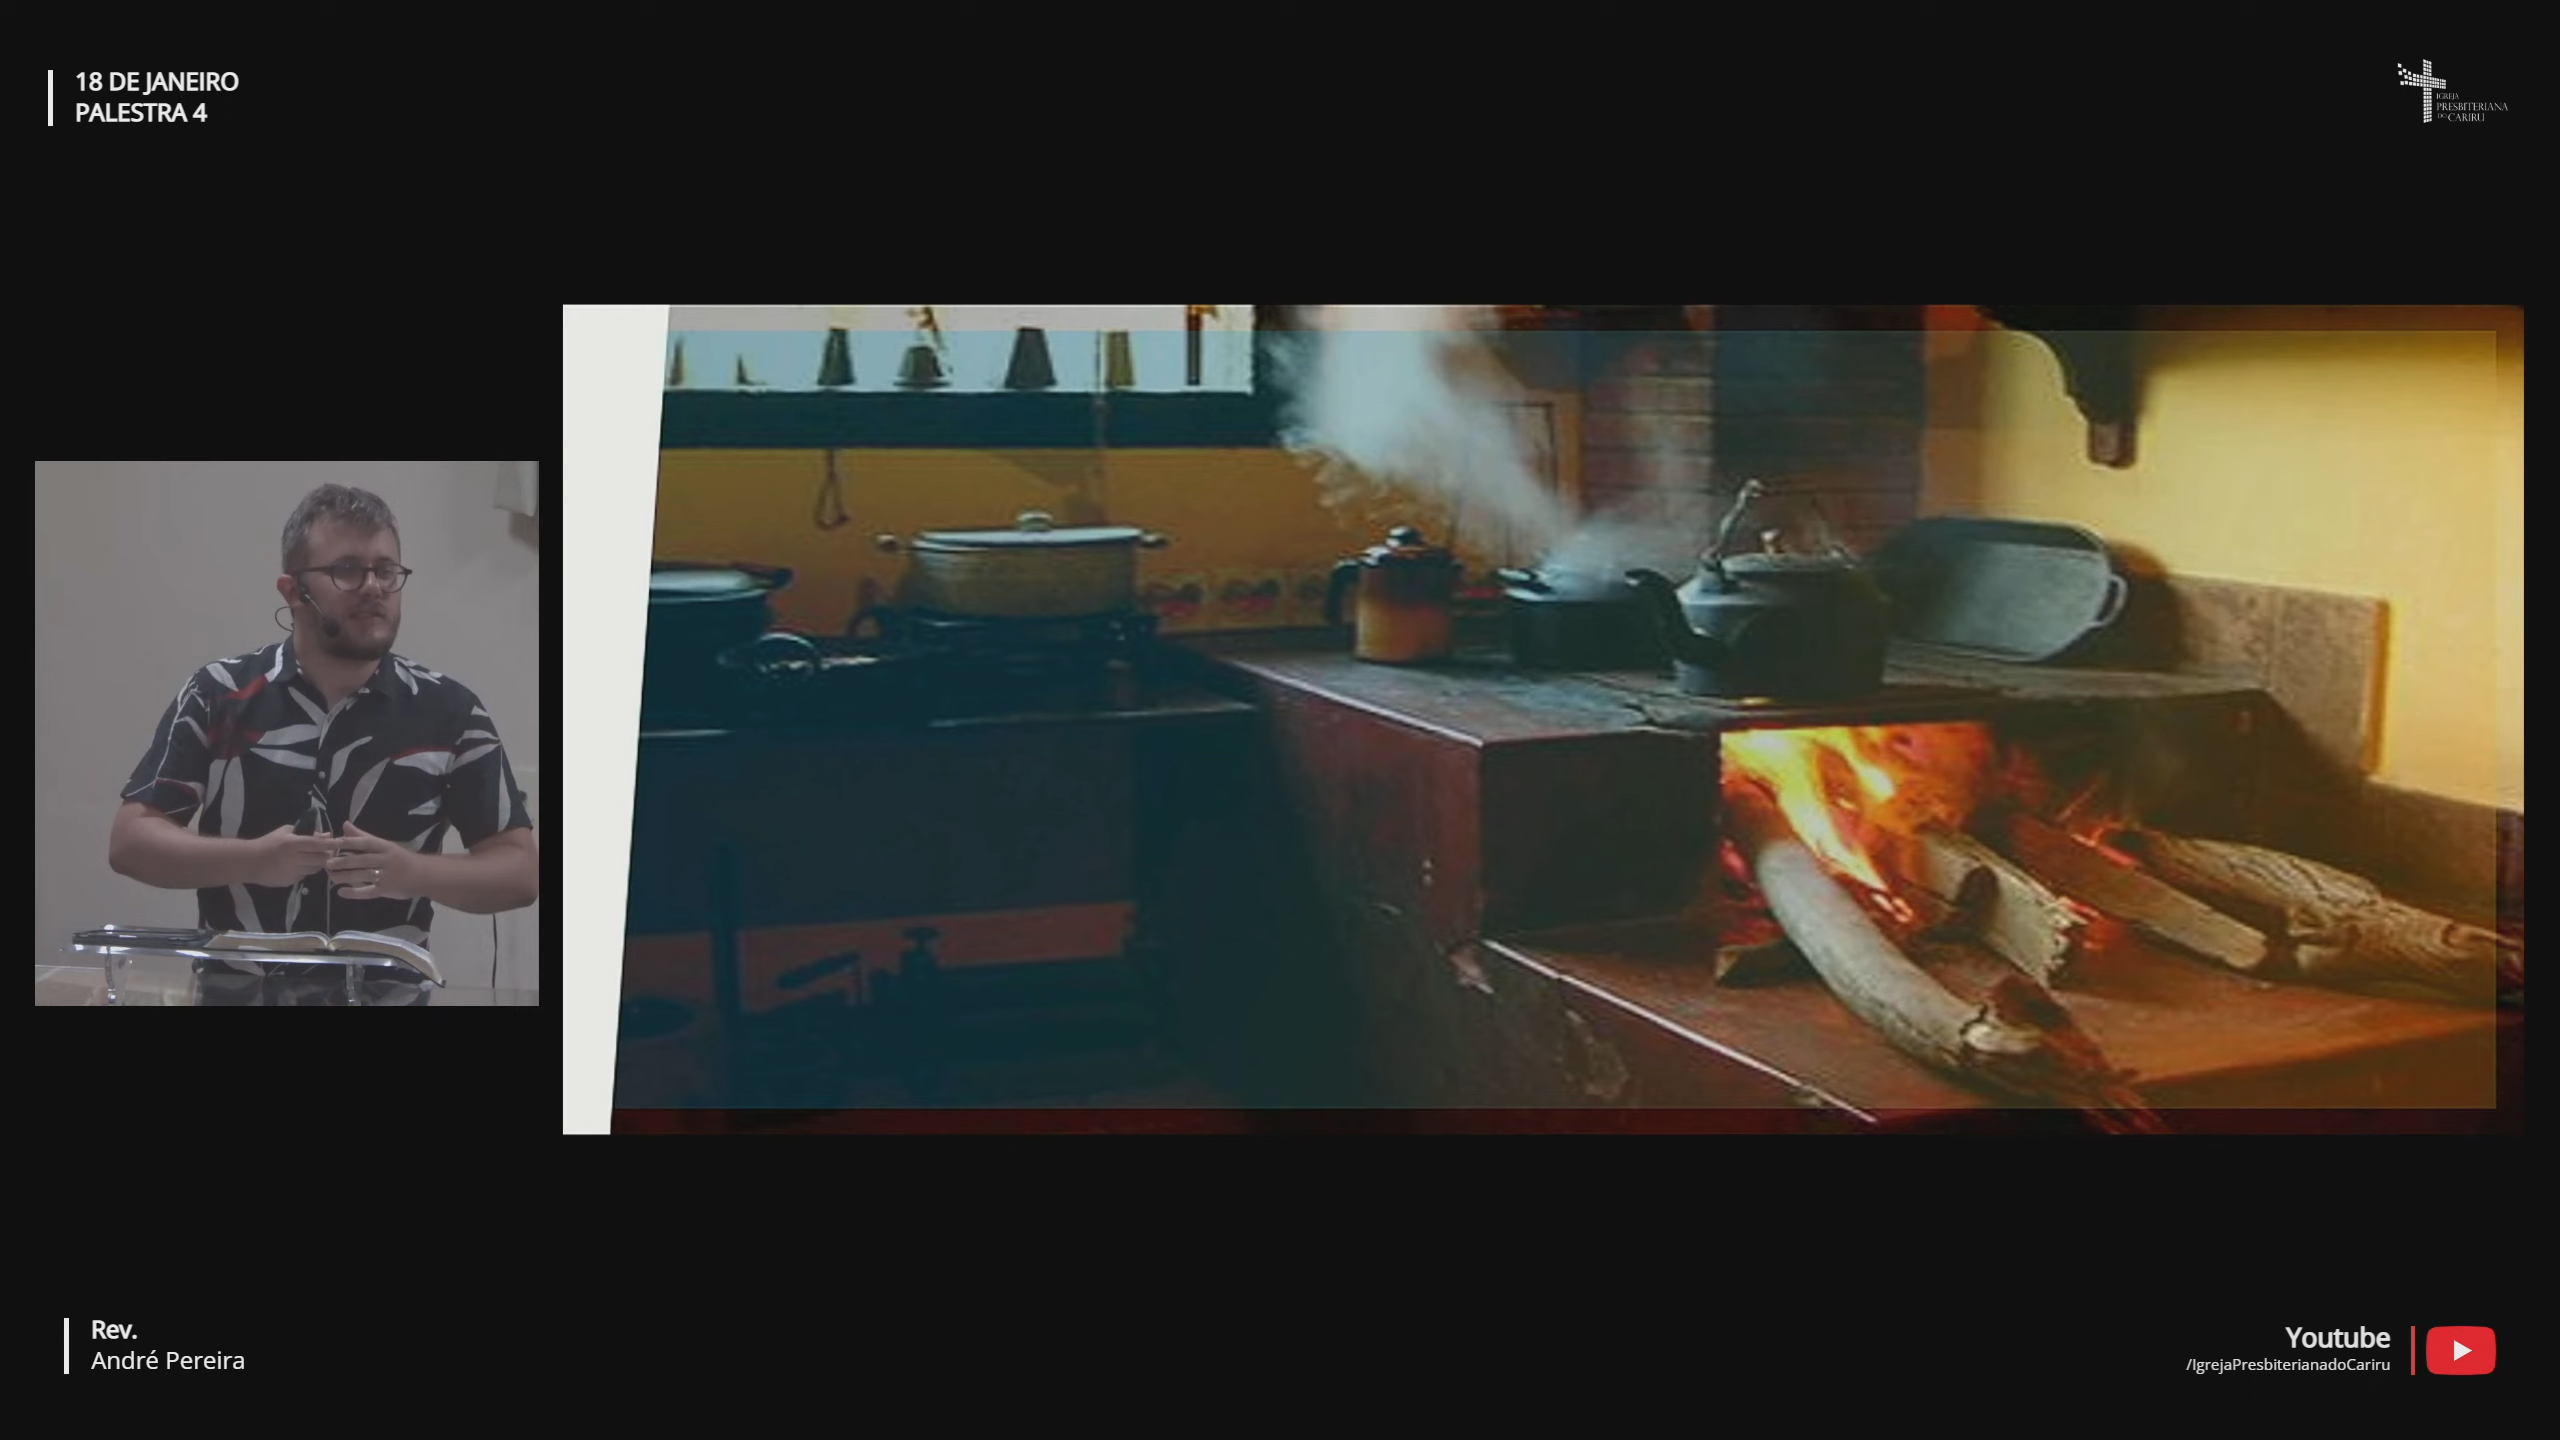 18 DE JANEIRO
PALESTRA 4
IGREJA
PRESBITERIANA
DO CARIRU
Rev.
André Pereira
Youtube
/IgrejaPresbiterianadoCariru